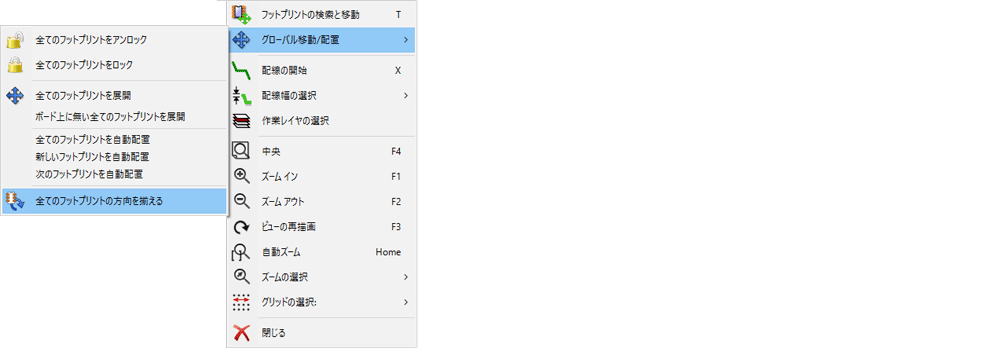 フットプリントの検索と移動 T
グローバル移動/配置 >
配線の開始 X
配線幅の選択 >
作業レイヤの選択
中央 F4
ズーム イン F1
ズーム アウト F2
ビューの再描画 F3
自動ズーム Home
ズームの選択 >
グリッドの選択: >
閉じる
全てのフットプリントをアンロック
全てのフットプリントをロック
全てのフットプリントを展開
ボード上に無い全てのフットプリントを展開
全てのフットプリントを自動配置
新しいフットプリントを自動配置
次のフットプリントを自動配置
全てのフットプリントの方向を揃える